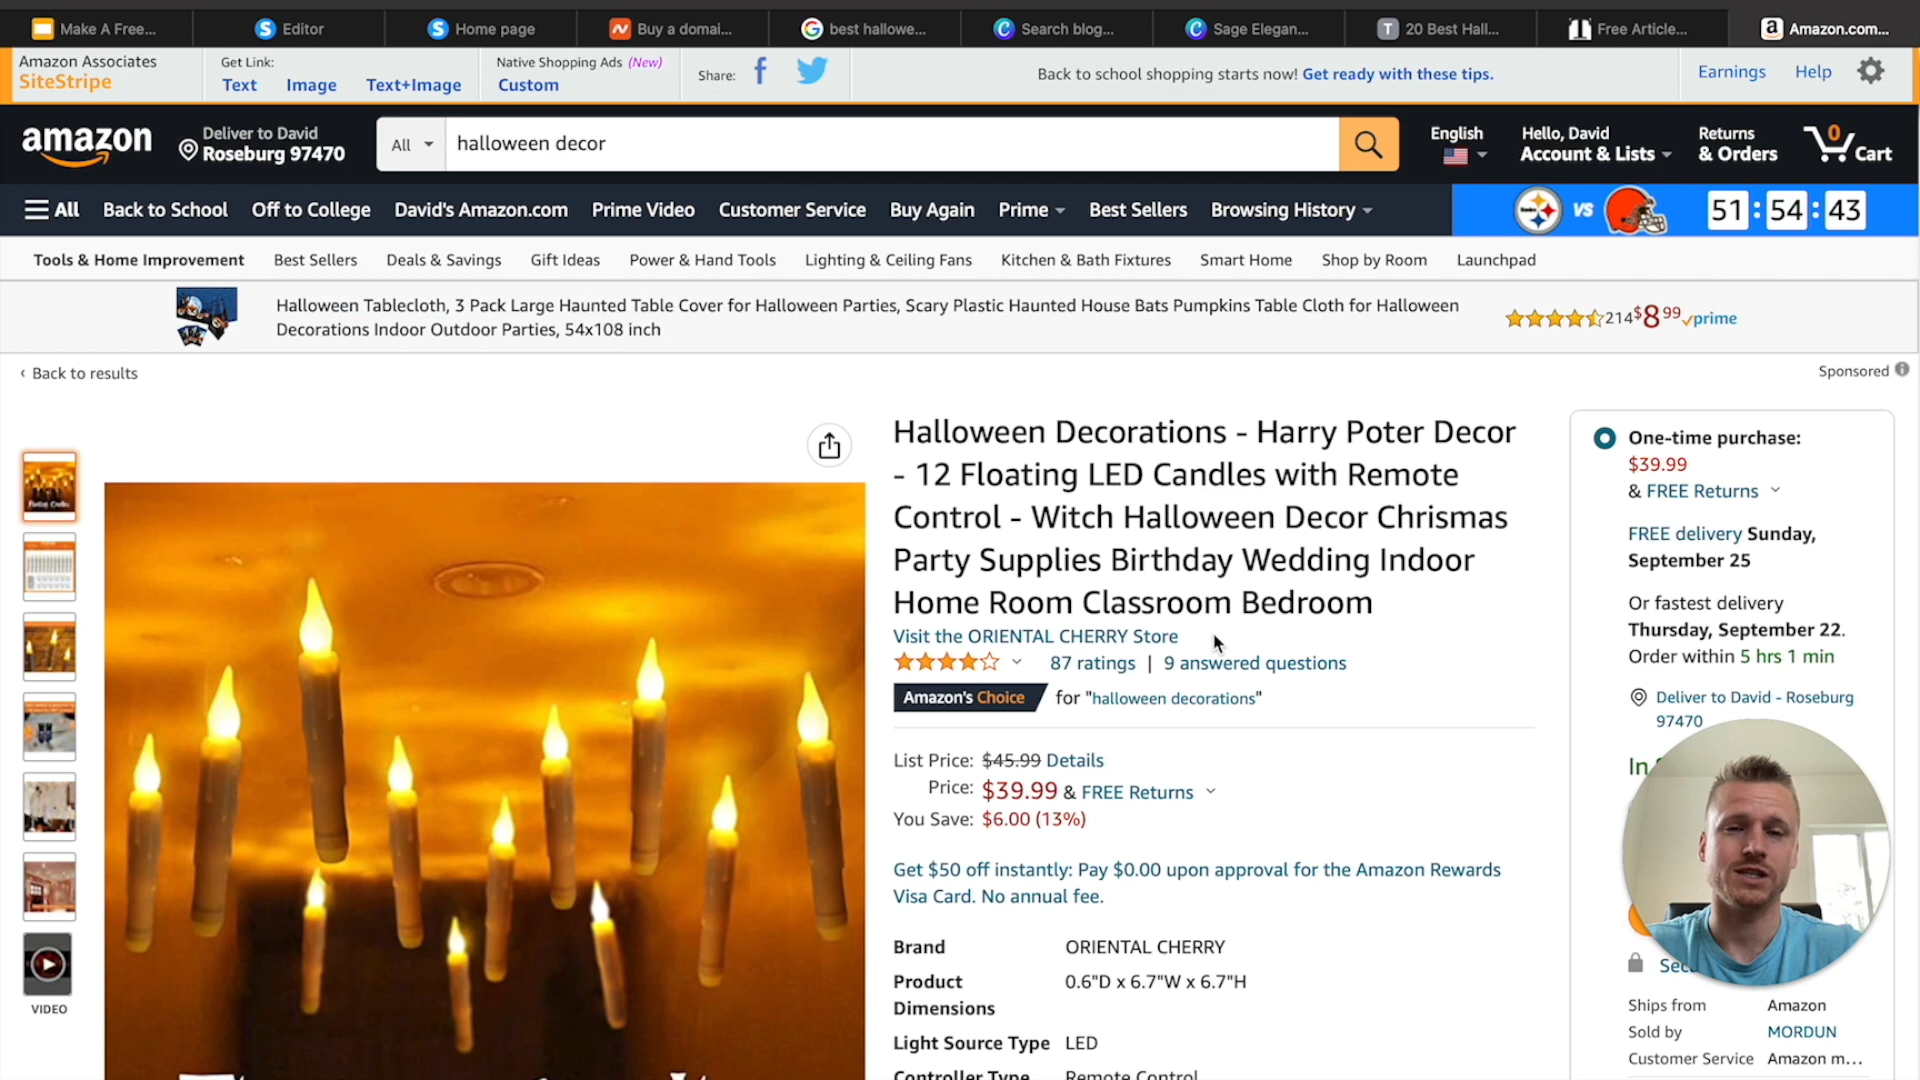 Make A Free...
Editor
Home page
Buy a domai...
best hallowe...
Search blog...
Sage Elegan...
20 Best Hall...
Free Article...
Amazon.com...
Amazon Associates
SiteStripe
Get Link:
Text Image Text+Image
Native Shopping Ads (New)
Custom
Share:
Back to school shopping starts now! Get ready with these tips.
Earnings Help
amazon
Deliver to David
Roseburg 97470
All
halloween decor
English
Hello, David
Account & Lists
Returns
& Orders
0
Cart
All Back to School Off to College David's Amazon.com Prime Video Customer Service Buy Again Prime Best Sellers Browsing History
VS
51 : 54 : 43
Tools & Home Improvement Best Sellers Deals & Savings Gift Ideas Power & Hand Tools Lighting & Ceiling Fans Kitchen & Bath Fixtures Smart Home Shop by Room Launchpad
Halloween Tablecloth, 3 Pack Large Haunted Table Cover for Halloween Parties, Scary Plastic Haunted House Bats Pumpkins Table Cloth for Halloween
Decorations Indoor Outdoor Parties, 54x108 inch
214 $8 99 prime
‹ Back to results
Sponsored
Halloween Decorations - Harry Poter Decor
- 12 Floating LED Candles with Remote
Control - Witch Halloween Decor Chrismas
Party Supplies Birthday Wedding Indoor
Home Room Classroom Bedroom
Visit the ORIENTAL CHERRY Store
87 ratings | 9 answered questions
Amazon's Choice for "halloween decorations"
List Price: $45.99 Details
Price: $39.99 & FREE Returns
You Save: $6.00 (13%)
Get $50 off instantly: Pay $0.00 upon approval for the Amazon Rewards
Visa Card. No annual fee.
Brand ORIENTAL CHERRY
Product
Dimensions
0.6"D x 6.7"W x 6.7"H
Light Source Type LED
Controller Type Remote Control
VIDEO
One-time purchase:
$39.99
& FREE Returns
FREE delivery Sunday,
September 25
Or fastest delivery
Thursday, September 22.
Order within 5 hrs 1 min
Deliver to David - Roseburg
97470
In
Sec
Ships from Amazon
Sold by MORDUN
Customer Service Amazon m...